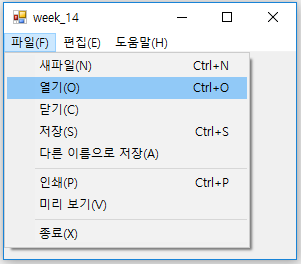 week_14
파일(F) 편집(E) 도움말(H)
새파일(N) Ctrl+N
열기(O) Ctrl+O
닫기(C)
저장(S) Ctrl+S
다른 이름으로 저장(A)
인쇄(P) Ctrl+P
미리 보기(V)
종료(X)